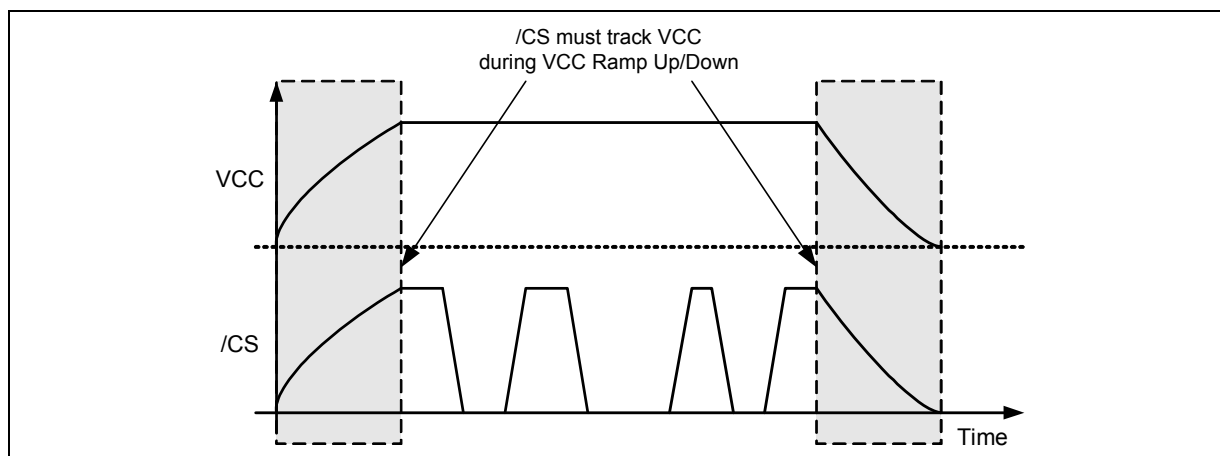 /CS must track VCC
during VCC Ramp Up/Down
VCC
/CS
Time